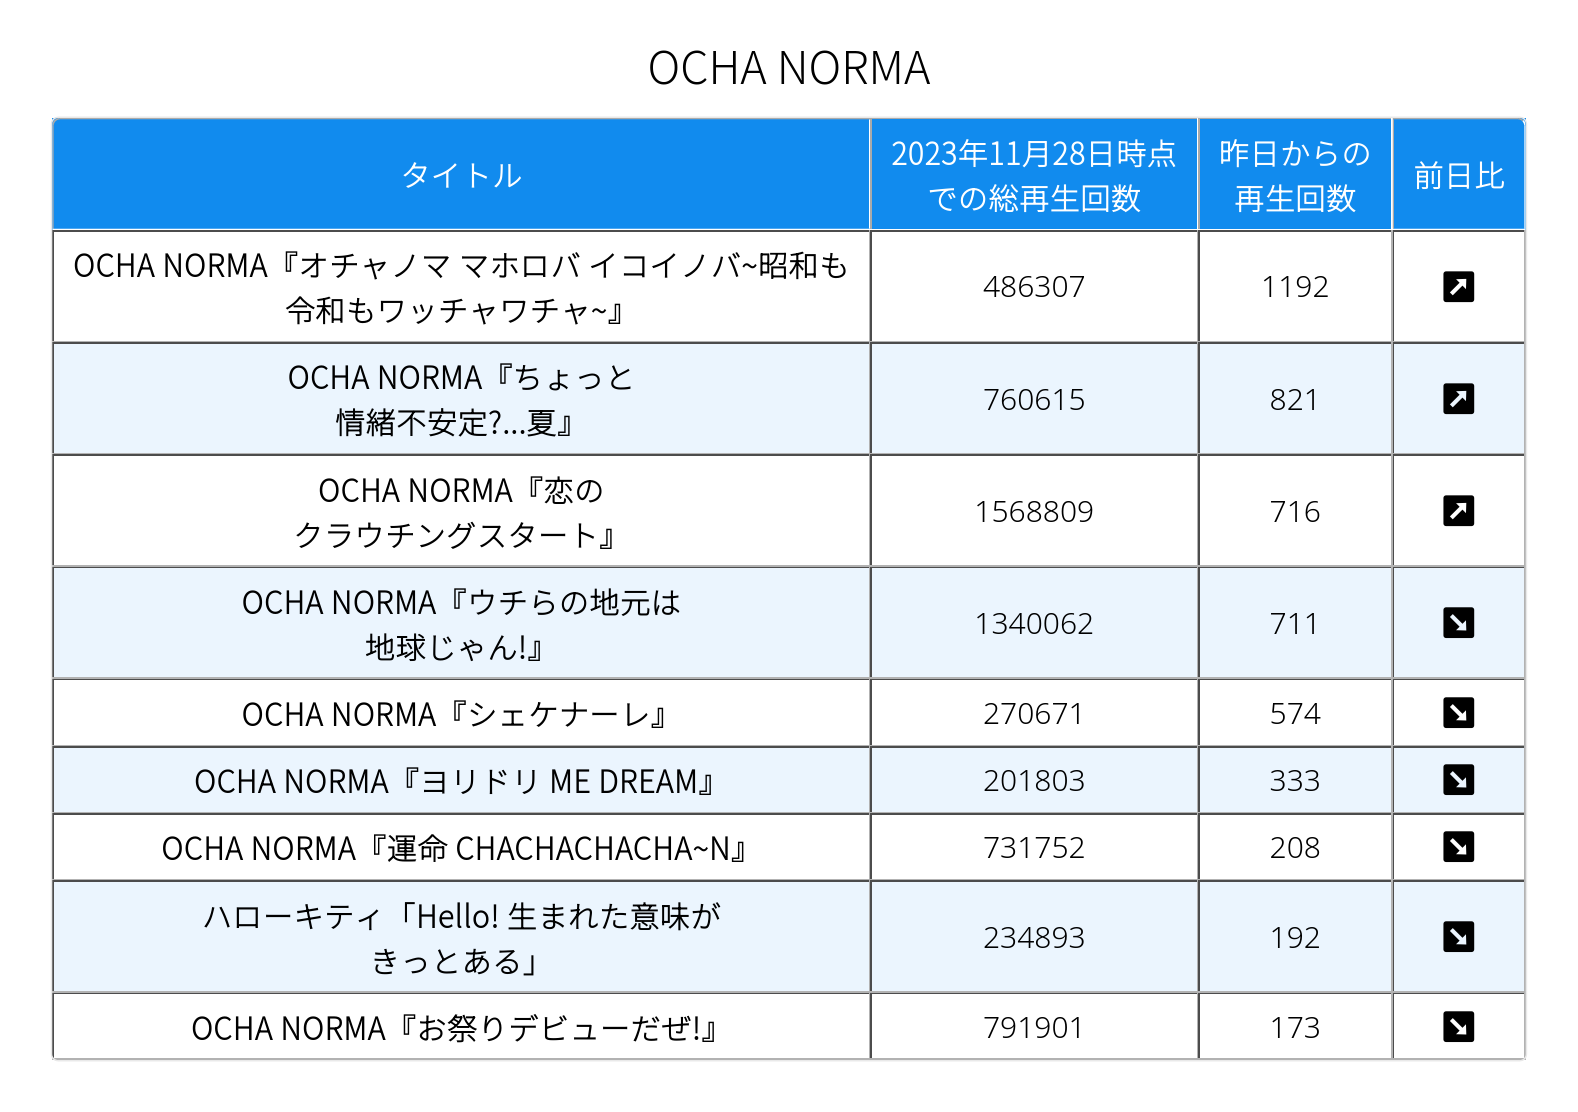 OCHA NORMA
タイトル
2023年11月28日時点
での総再生回数
昨日からの
再生回数
前日比
OCHA NORMA『オチャノマ マホロバ イコイノバ~昭和も
令和もワッチャワチャ~』
486307
1192
OCHA NORMA『ちょっと
情緒不安定?...夏』
760615
821
OCHA NORMA『恋の
クラウチングスタート』
1568809
716
OCHA NORMA『ウチらの地元は
地球じゃん!』
1340062
711
OCHA NORMA『シェケナーレ』
270671
574
OCHA NORMA『ヨリドリ ME DREAM』
201803
333
OCHA NORMA『運命 CHACHACHACHA~N』
731752
208
ハローキティ「Hello! 生まれた意味が
きっとある」
234893
192
OCHA NORMA『お祭りデビューだぜ!』
791901
173